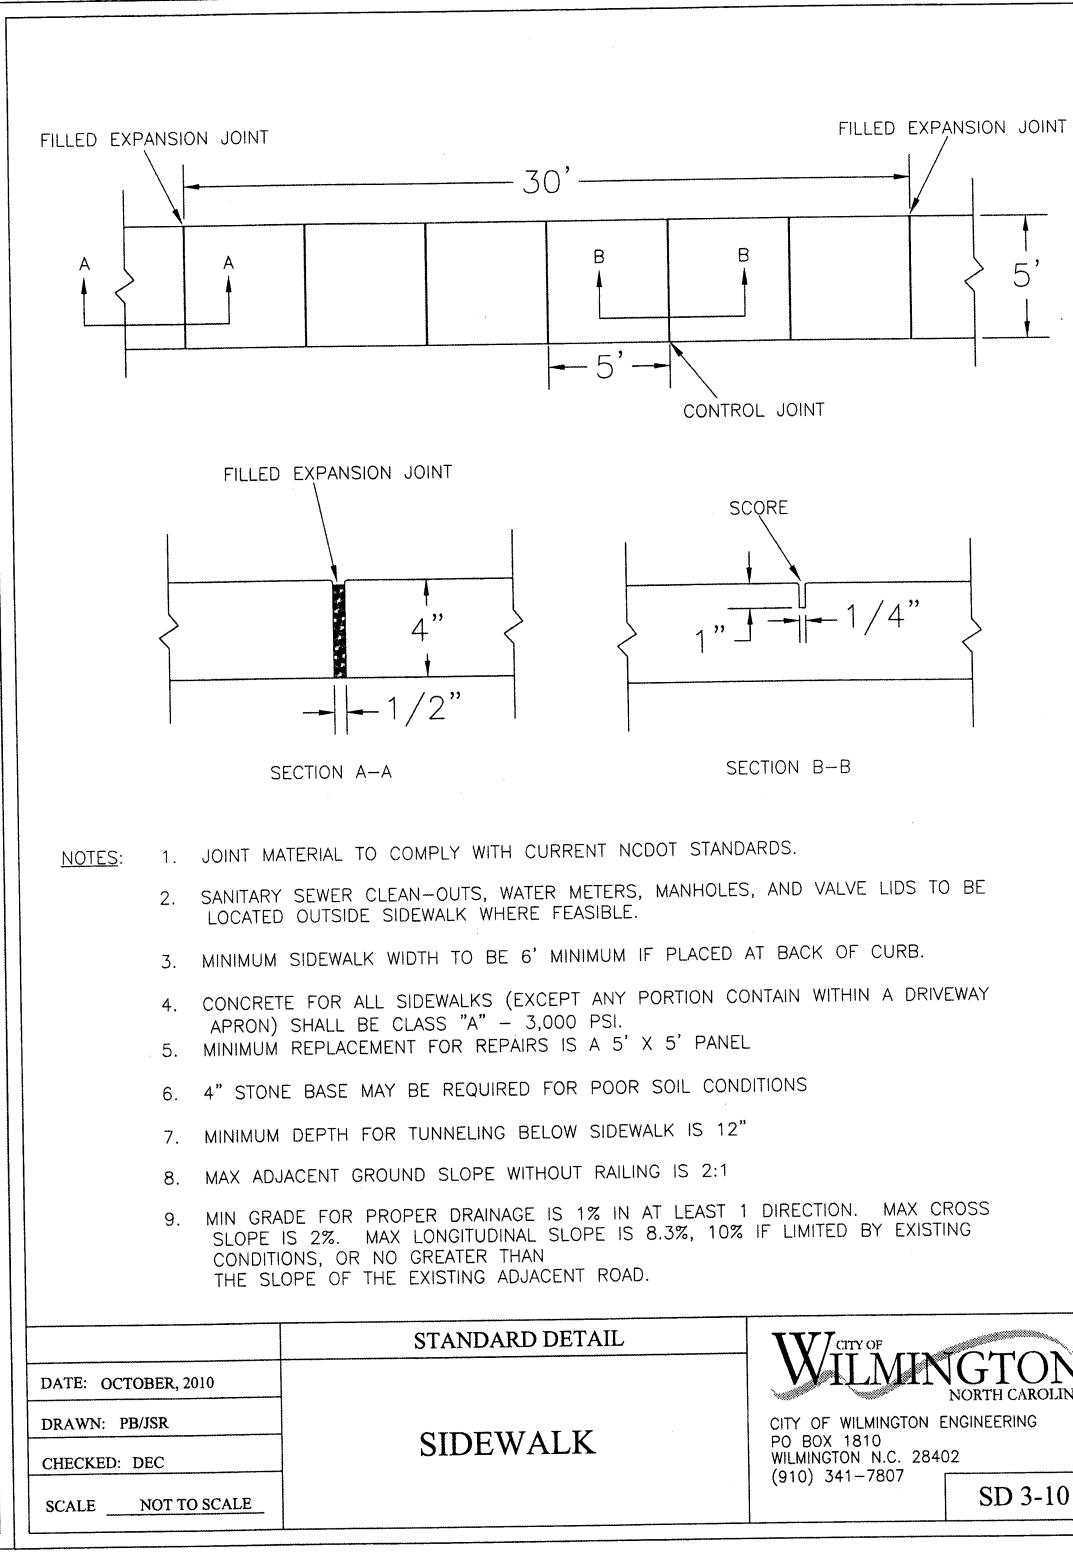 FILLED EXPANSION JOINT
FILLED EXPANSION JOINT
30'
A
A
B
B
5'
5'
CONTROL JOINT
FILLED EXPANSION JOINT
SCORE
4"
1"
1/4"
1/2"
SECTION A-A
SECTION B-B
NOTES:
1. JOINT MATERIAL TO COMPLY WITH CURRENT NCDOT STANDARDS.
2. SANITARY SEWER CLEAN-OUTS, WATER METERS, MANHOLES, AND VALVE LIDS TO BE
LOCATED OUTSIDE SIDEWALK WHERE FEASIBLE.
3. MINIMUM SIDEWALK WIDTH TO BE 6' MINIMUM IF PLACED AT BACK OF CURB.
4. CONCRETE FOR ALL SIDEWALKS (EXCEPT ANY PORTION CONTAIN WITHIN A DRIVEWAY
APRON) SHALL BE CLASS "A" - 3,000 PSI.
5. MINIMUM REPLACEMENT FOR REPAIRS IS A 5' X 5' PANEL
6. 4" STONE BASE MAY BE REQUIRED FOR POOR SOIL CONDITIONS
7. MINIMUM DEPTH FOR TUNNELING BELOW SIDEWALK IS 12"
8. MAX ADJACENT GROUND SLOPE WITHOUT RAILING IS 2:1
9. MIN GRADE FOR PROPER DRAINAGE IS 1% IN AT LEAST 1 DIRECTION. MAX CROSS
SLOPE IS 2%. MAX LONGITUDINAL SLOPE IS 8.3%, 10% IF LIMITED BY EXISTING
CONDITIONS, OR NO GREATER THAN
THE SLOPE OF THE EXISTING ADJACENT ROAD.
STANDARD DETAIL
DATE: OCTOBER, 2010
DRAWN: PB/JSR
CHECKED: DEC
SCALE NOT TO SCALE
SIDEWALK
CITY OF
WILMINGTON
NORTH CAROLIN
CITY OF WILMINGTON ENGINEERING
PO BOX 1810
WILMINGTON N.C. 28402
(910) 341-7807
SD 3-10